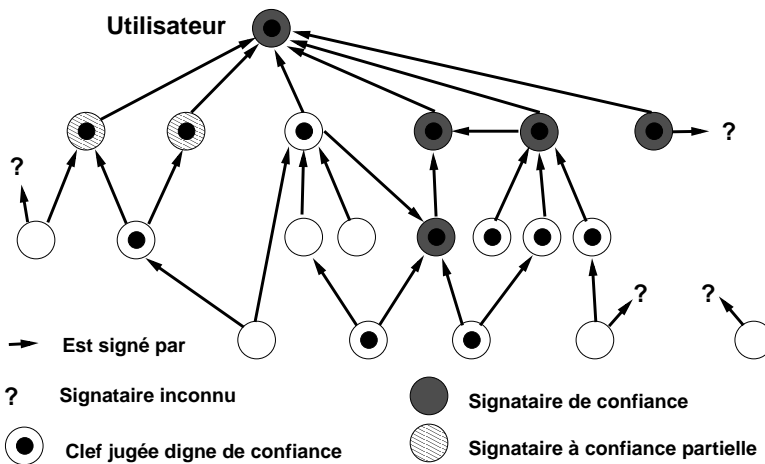 Utilisateur
?
?
?
?
Est signé par
? Signataire inconnu
Signataire de confiance
Clef jugée digne de confiance
Signataire à confiance partielle